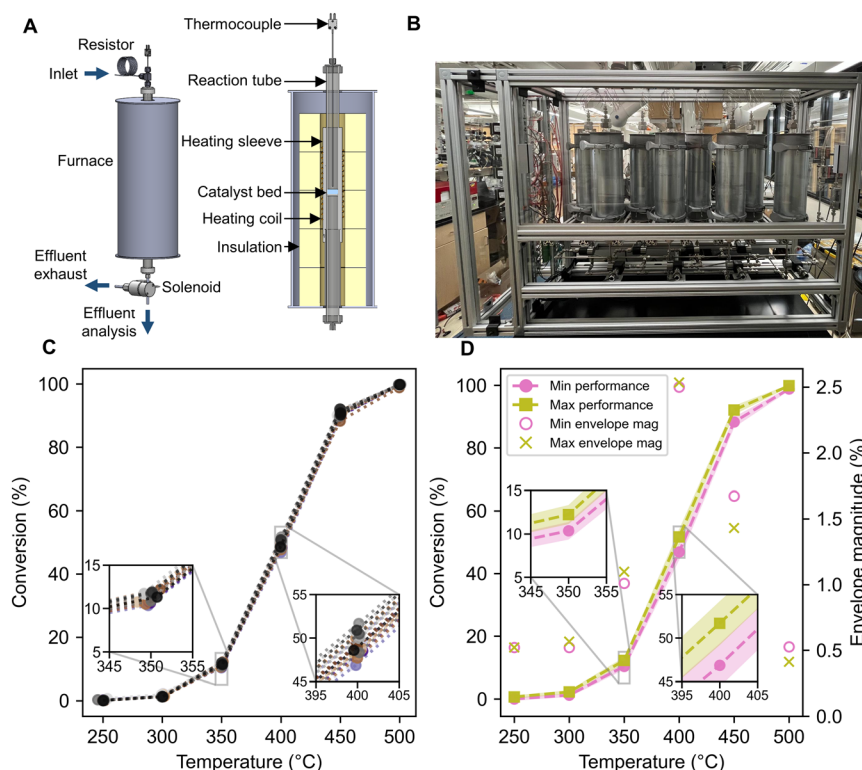 A
Resistor
Inlet
Furnace
Effluent
exhaust
Solenoid
Effluent
analysis
Thermocouple
Reaction tube
Heating sleeve
Catalyst bed
Heating coil
Insulation
B
C
Conversion (%)
100
80
60
40
20
0
250
300
350
400
450
500
Temperature (°C)
15
10
5
345
350
355
55
50
45
395
400
405
D
Conversion (%)
100
80
60
40
20
0
Min performance
Max performance
Min envelope mag
Max envelope mag
15
10
5
345
350
355
55
50
45
395
400
405
250
300
350
400
450
500
Temperature (°C)
2.5
2.0
1.5
1.0
0.5
0.0
Envelope magnitude (%)